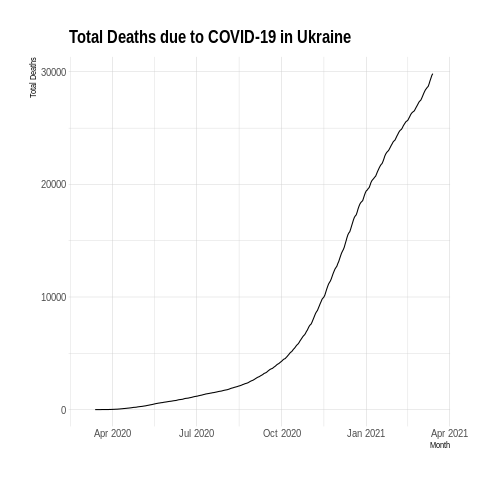 Total Deaths due to COVID-19 in Ukraine
Total Deaths
30000
20000
10000
0
Apr 2020 Jul 2020 Oct 2020 Jan 2021 Apr 2021
Month